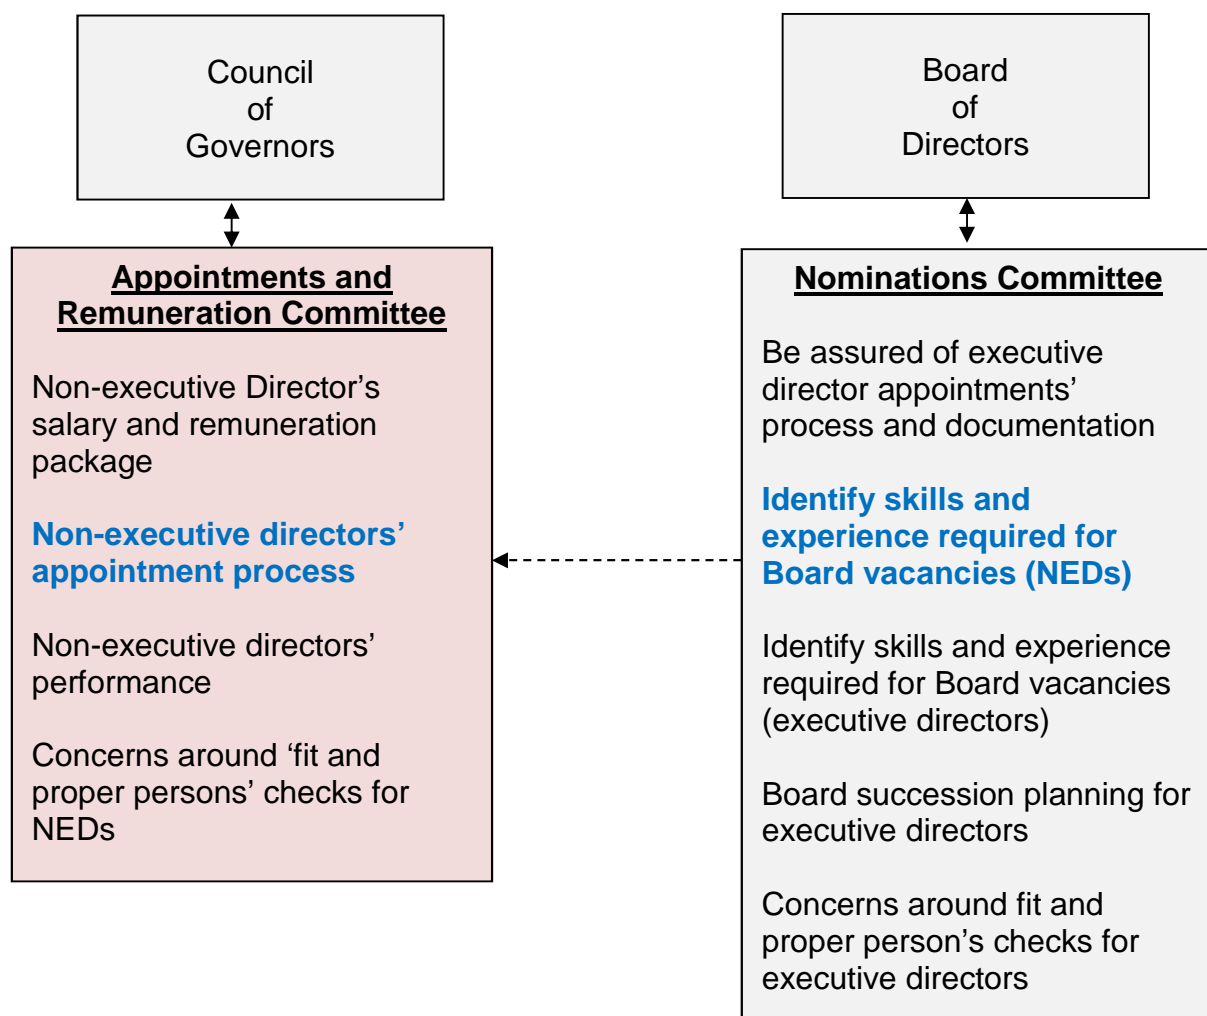 Council
of
Governors
Board
of
Directors
Appointments and
Remuneration Committee
Non-executive Director’s
salary and remuneration
package
Non-executive directors’
appointment process
Non-executive directors’
performance
Concerns around ‘fit and
proper persons’ checks for
NEDs
Nominations Committee
Be assured of executive
director appointments’
process and documentation
Identify skills and
experience required for
Board vacancies (NEDs)
Identify skills and experience
required for Board vacancies
(executive directors)
Board succession planning for
executive directors
Concerns around fit and
proper person’s checks for
executive directors